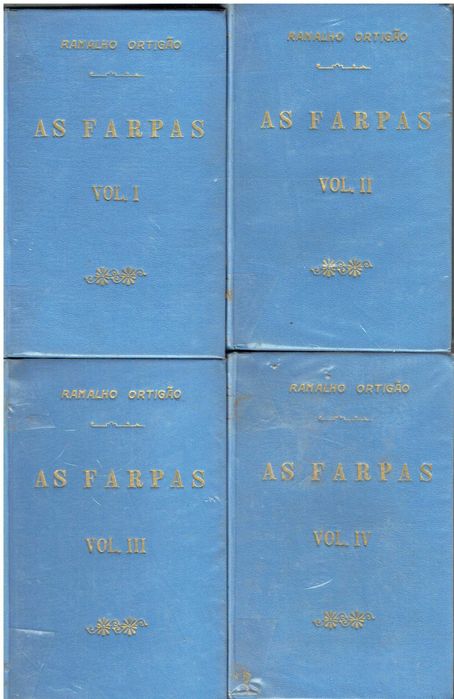 RAMALHO ORTIGÃO
AS FARPAS
VOL. I
RAMALHO ORTIGÃO
AS FARPAS
VOL. II
RAMALHO ORTIGÃO
AS FARPAS
VOL. III
RAMALHO ORTIGÃO
AS FARPAS
VOL. IV